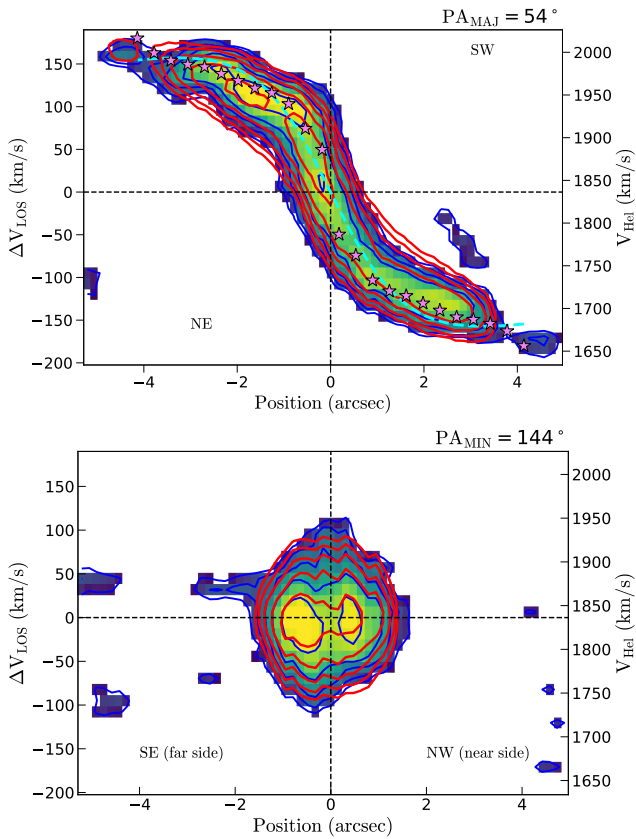 PA_MAJ = 54°
SW
NE
150
100
50
0
−50
−100
−150
−200
ΔV_LOS (km/s)
2000
1950
1900
1850
1800
1750
1700
1650
V_Hel (km/s)
−4 −2 0 2 4
Position (arcsec)
PA_MIN = 144°
150
100
50
0
−50
−100
−150
−200
ΔV_LOS (km/s)
2000
1950
1900
1850
1800
1750
1700
1650
V_Hel (km/s)
SE (far side) NW (near side)
−4 −2 0 2 4
Position (arcsec)